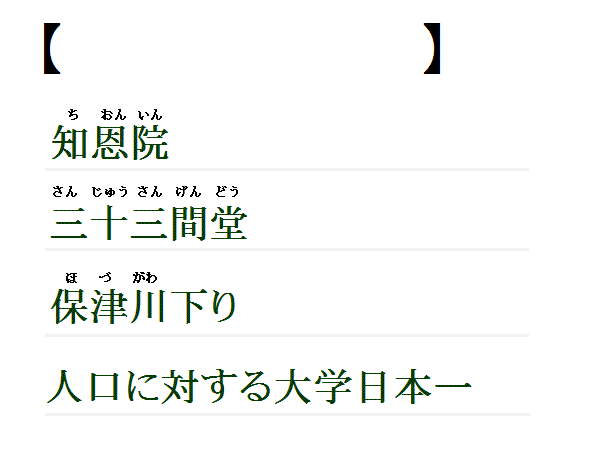 【　　　　　　　　　】
ち おん いん
知恩院
さん じゅう さん げん どう
三十三間堂
ほ づ がわ
保津川下り
人口に対する大学日本一